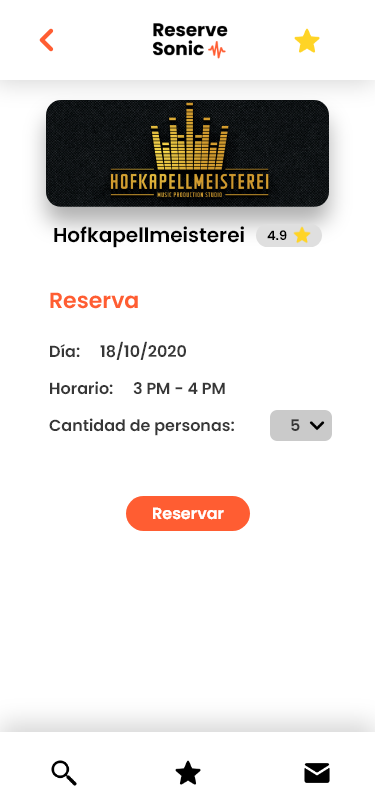 Reserve
Sonic
HOFKAPELLMEISTEREI
MUSIC PRODUCTION STUDIO
Hofkapellmeisterei 4.9
Reserva
Día: 18/10/2020
Horario: 3 PM - 4 PM
Cantidad de personas: 5
Reservar